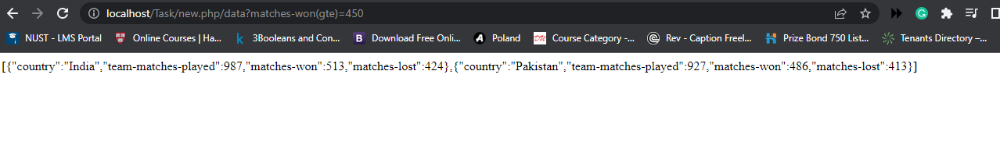 localhost/Task/new.php/data?matches-won(gte)=450
NUST - LMS Portal Online Courses | Ha... k 3Booleans and Con... B Download Free Onli... A Poland DU Course Category -... Rev - Caption Freel... Prize Bond 750 List... Tenants Directory –...
[{"country":"India","team-matches-played":987,"matches-won":513,"matches-lost":424},{"country":"Pakistan","team-matches-played":927,"matches-won":486,"matches-lost":413}]